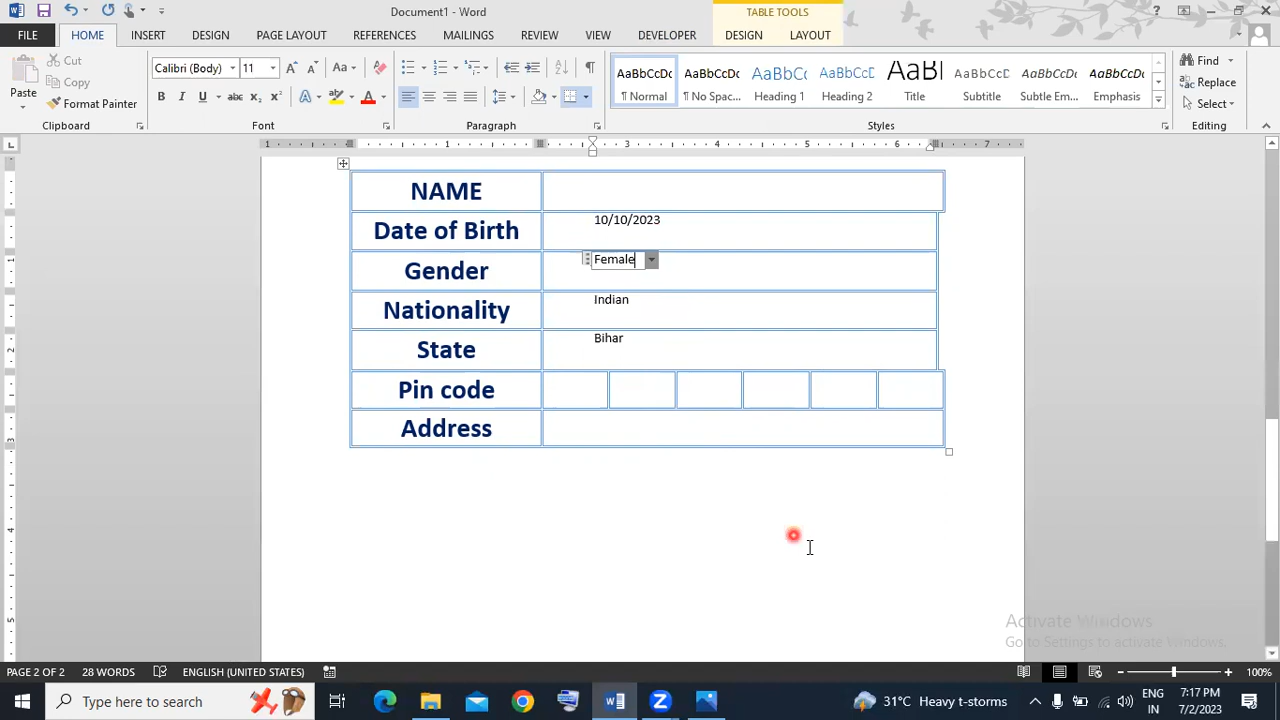 Document1 - Word
TABLE TOOLS
FILE
HOME
INSERT
DESIGN
PAGE LAYOUT
REFERENCES
MAILINGS
REVIEW
VIEW
DEVELOPER
DESIGN
LAYOUT
Paste
Cut
Copy
Format Painter
Clipboard
Calibri (Body)
11
Font
Paragraph
AaBbCcDc
¶ Normal
AaBbCcDc
¶ No Spac...
AaBbCc
Heading 1
AaBbCcC
Heading 2
AaBl
Title
AaBbCcC
Subtitle
AaBbCcDc
Subtle Em...
AaBbCcDc
Emphasis
Styles
Find
Replace
Select
Editing
NAME
Date of Birth 10/10/2023
Gender Female
Nationality Indian
State Bihar
Pin code
Address
Activate Windows
Go to Settings to activate Windows.
PAGE 2 OF 2
28 WORDS
ENGLISH (UNITED STATES)
100%
Type here to search
31°C Heavy t-storms
ENG
IN
7:17 PM
7/2/2023